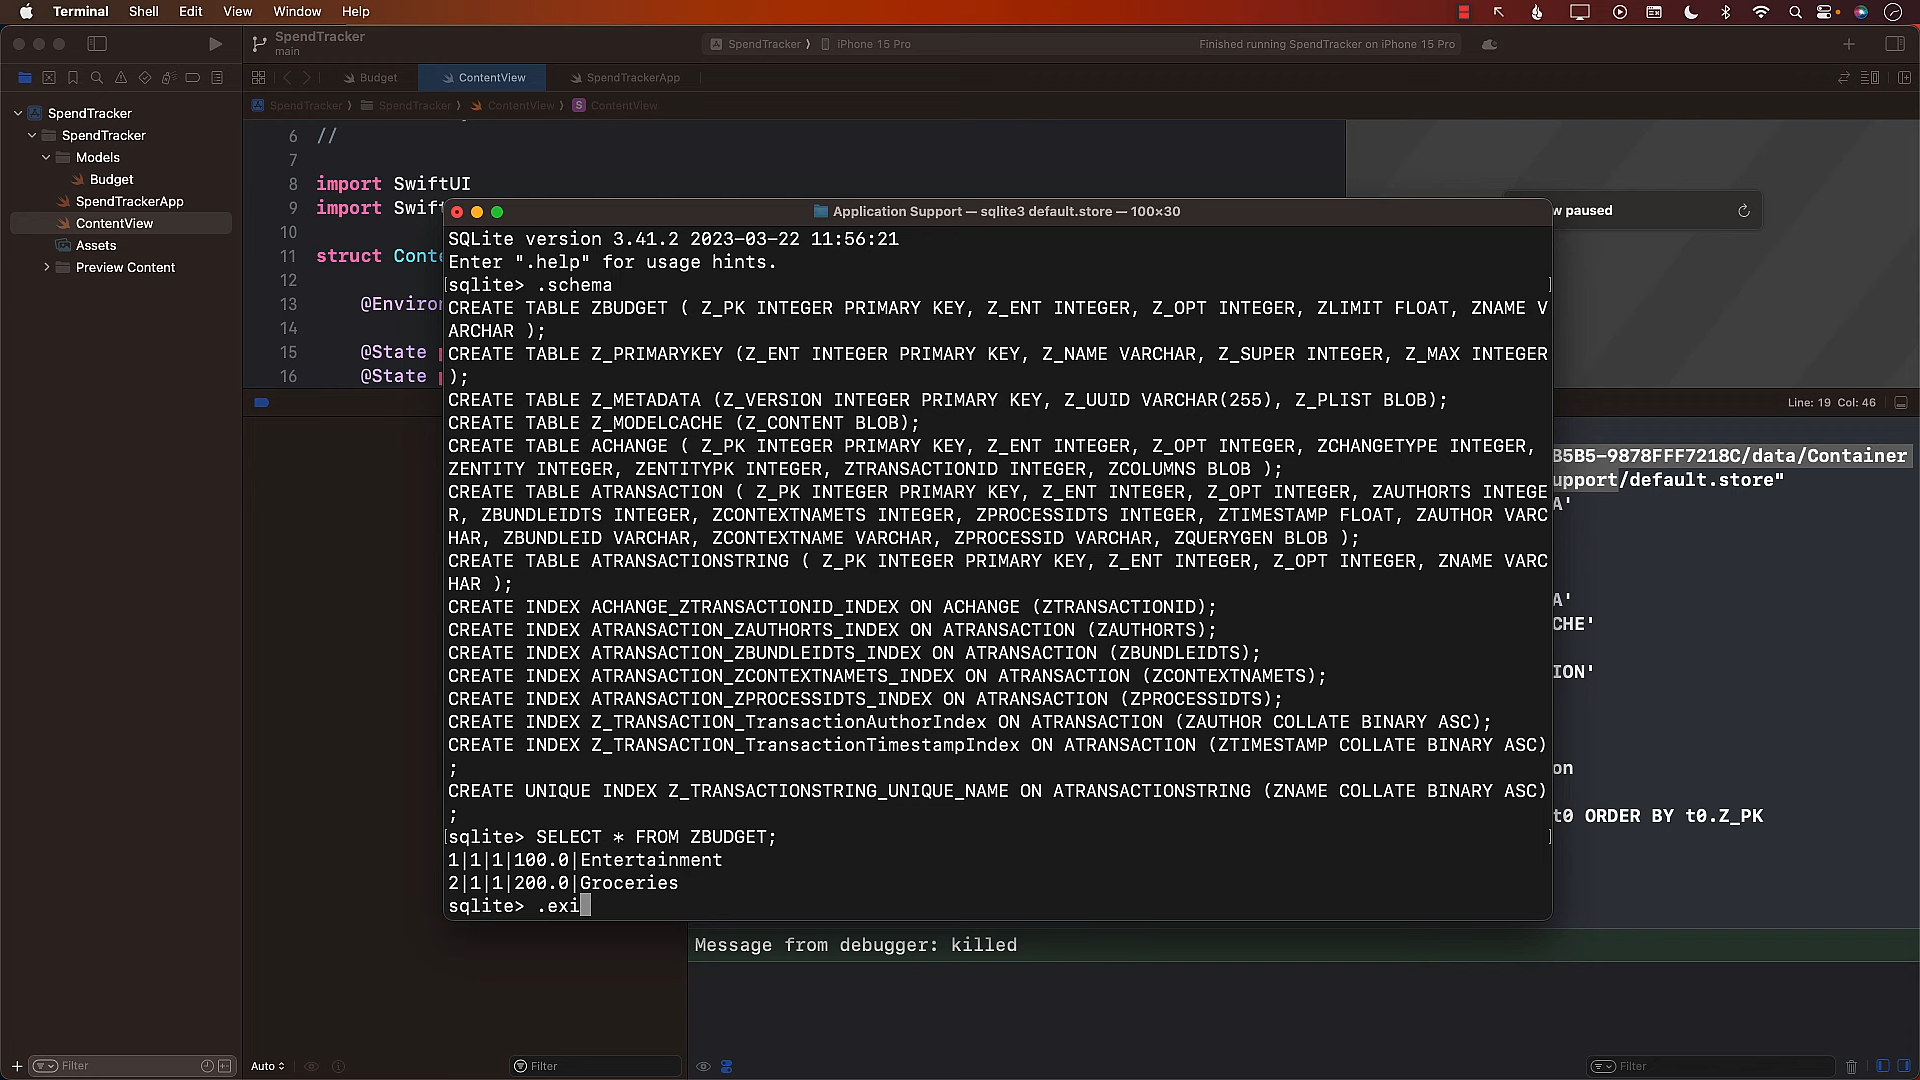 Terminal Shell Edit View Window Help
SpendTracker
main
SpendTracker
iPhone 15 Pro
Finished running SpendTracker on iPhone 15 Pro
Budget
ContentView
SpendTrackerApp
SpendTracker
SpendTracker
ContentView
ContentView
SpendTracker
SpendTracker
Models
Budget
SpendTrackerApp
ContentView
Assets
Preview Content
6 //
7
8 import SwiftUI
9 import Swif
10
11 struct Conte
12
13 @Enviro
14
15 @State
16 @State
w paused
Application Support — sqlite3 default.store — 100×30
SQLite version 3.41.2 2023-03-22 11:56:21
Enter ".help" for usage hints.
[sqlite> .schema ]
CREATE TABLE ZBUDGET ( Z_PK INTEGER PRIMARY KEY, Z_ENT INTEGER, Z_OPT INTEGER, ZLIMIT FLOAT, ZNAME V
ARCHAR );
CREATE TABLE Z_PRIMARYKEY (Z_ENT INTEGER PRIMARY KEY, Z_NAME VARCHAR, Z_SUPER INTEGER, Z_MAX INTEGER
);
CREATE TABLE Z_METADATA (Z_VERSION INTEGER PRIMARY KEY, Z_UUID VARCHAR(255), Z_PLIST BLOB);
CREATE TABLE Z_MODELCACHE (Z_CONTENT BLOB);
CREATE TABLE ACHANGE ( Z_PK INTEGER PRIMARY KEY, Z_ENT INTEGER, Z_OPT INTEGER, ZCHANGETYPE INTEGER,
ZENTITY INTEGER, ZENTITYPK INTEGER, ZTRANSACTIONID INTEGER, ZCOLUMNS BLOB );
CREATE TABLE ATRANSACTION ( Z_PK INTEGER PRIMARY KEY, Z_ENT INTEGER, Z_OPT INTEGER, ZAUTHORTS INTEGE
R, ZBUNDLEIDTS INTEGER, ZCONTEXTNAMETS INTEGER, ZPROCESSIDTS INTEGER, ZTIMESTAMP FLOAT, ZAUTHOR VARC
HAR, ZBUNDLEID VARCHAR, ZCONTEXTNAME VARCHAR, ZPROCESSID VARCHAR, ZQUERYGEN BLOB );
CREATE TABLE ATRANSACTIONSTRING ( Z_PK INTEGER PRIMARY KEY, Z_ENT INTEGER, Z_OPT INTEGER, ZNAME VARC
HAR );
CREATE INDEX ACHANGE_ZTRANSACTIONID_INDEX ON ACHANGE (ZTRANSACTIONID);
CREATE INDEX ATRANSACTION_ZAUTHORTS_INDEX ON ATRANSACTION (ZAUTHORTS);
CREATE INDEX ATRANSACTION_ZBUNDLEIDTS_INDEX ON ATRANSACTION (ZBUNDLEIDTS);
CREATE INDEX ATRANSACTION_ZCONTEXTNAMETS_INDEX ON ATRANSACTION (ZCONTEXTNAMETS);
CREATE INDEX ATRANSACTION_ZPROCESSIDTS_INDEX ON ATRANSACTION (ZPROCESSIDTS);
CREATE INDEX Z_TRANSACTION_TransactionAuthorIndex ON ATRANSACTION (ZAUTHOR COLLATE BINARY ASC);
CREATE INDEX Z_TRANSACTION_TransactionTimestampIndex ON ATRANSACTION (ZTIMESTAMP COLLATE BINARY ASC)
;
CREATE UNIQUE INDEX Z_TRANSACTIONSTRING_UNIQUE_NAME ON ATRANSACTIONSTRING (ZNAME COLLATE BINARY ASC)
;
[sqlite> SELECT * FROM ZBUDGET; ]
1|1|1|100.0|Entertainment
2|1|1|200.0|Groceries
sqlite> .exi
Line: 19 Col: 46
B5B5-9878FFF7218C/data/Container
upport/default.store"
A'
A'
CHE'
ION'
on
t0 ORDER BY t0.Z_PK
Message from debugger: killed
Filter
Auto
Filter
Filter